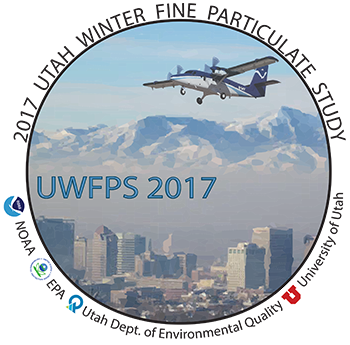 2017 UTAH WINTER FINE PARTICULATE STUDY
UWFPS 2017
NOAA
EPA
Utah Dept. of Environmental Quality
U University of Utah